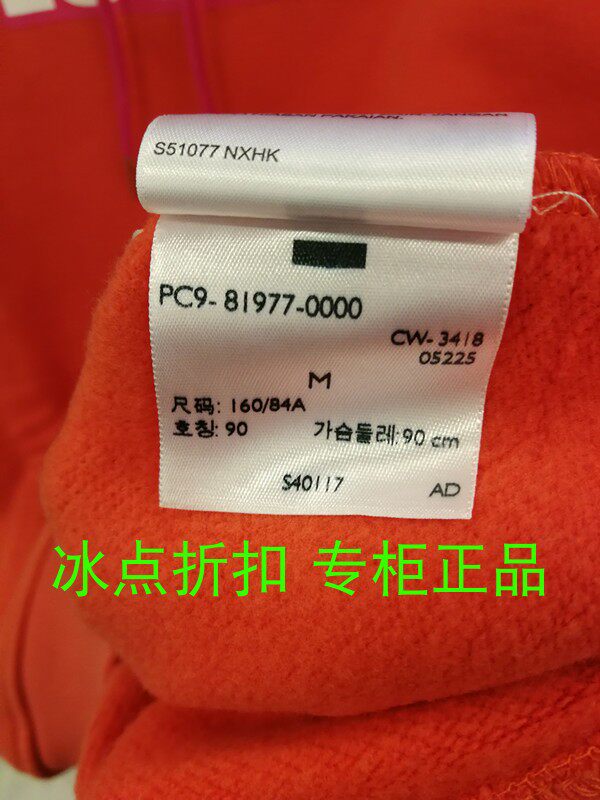 S51077 NXHK
PC9-81977-0000
CW-3418
05225
M
尺码: 160/84A
호칭: 90 가슴둘레: 90 cm
S40117 AD
冰点折扣 专柜正品